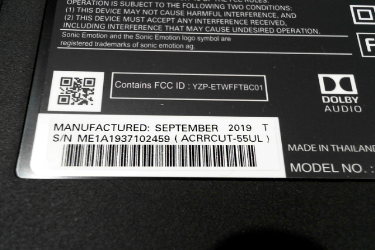 OPERATION IS SUBJECT TO THE FOLLOWING TWO CONDITIONS:
(1) THIS DEVICE MAY NOT CAUSE HARMFUL INTERFERENCE, AND
(2) THIS DEVICE MUST ACCEPT ANY INTERFERENCE RECEIVED,
INCLUDING INTERFERENCE THAT MAY CAUSE UNDESIRED OPERATION.
Sonic Emotion and the Sonic Emotion logo symbol are
registered trademarks of sonic emotion ag.
Contains FCC ID : YZP-ETWFFTBC01
DOLBY
AUDIO
MANUFACTURED: SEPTEMBER 2019 T
S/N ME1A1937102459 ( ACRRCUT-55UL )
MADE IN THAILAND
MODEL NO. :